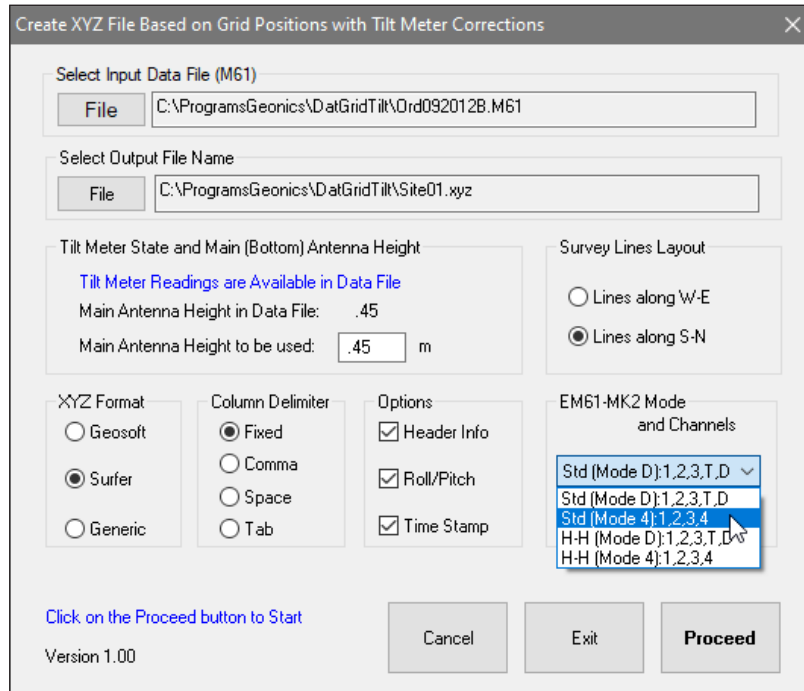 Create XYZ File Based on Grid Positions with Tilt Meter Corrections
Select Input Data File (M61)
File
C:\ProgramsGeonics\DatGridTilt\Ord092012B.M61
Select Output File Name
File
C:\ProgramsGeonics\DatGridTilt\Site01.xyz
Tilt Meter State and Main (Bottom) Antenna Height
Tilt Meter Readings are Available in Data File
Main Antenna Height in Data File: .45
Main Antenna Height to be used: .45 m
Survey Lines Layout
Lines along W-E
Lines along S-N
XYZ Format
Geosoft
Surfer
Generic
Column Delimiter
Fixed
Comma
Space
Tab
Options
Header Info
Roll/Pitch
Time Stamp
EM61-MK2 Mode
and Channels
Std (Mode D):1,2,3,T,D
Std (Mode D):1,2,3,T,D
Std (Mode 4):1,2,3,4
H-H (Mode D):1,2,3,T,D
H-H (Mode 4):1,2,3,4
Click on the Proceed button to Start
Version 1.00
Cancel
Exit
Proceed